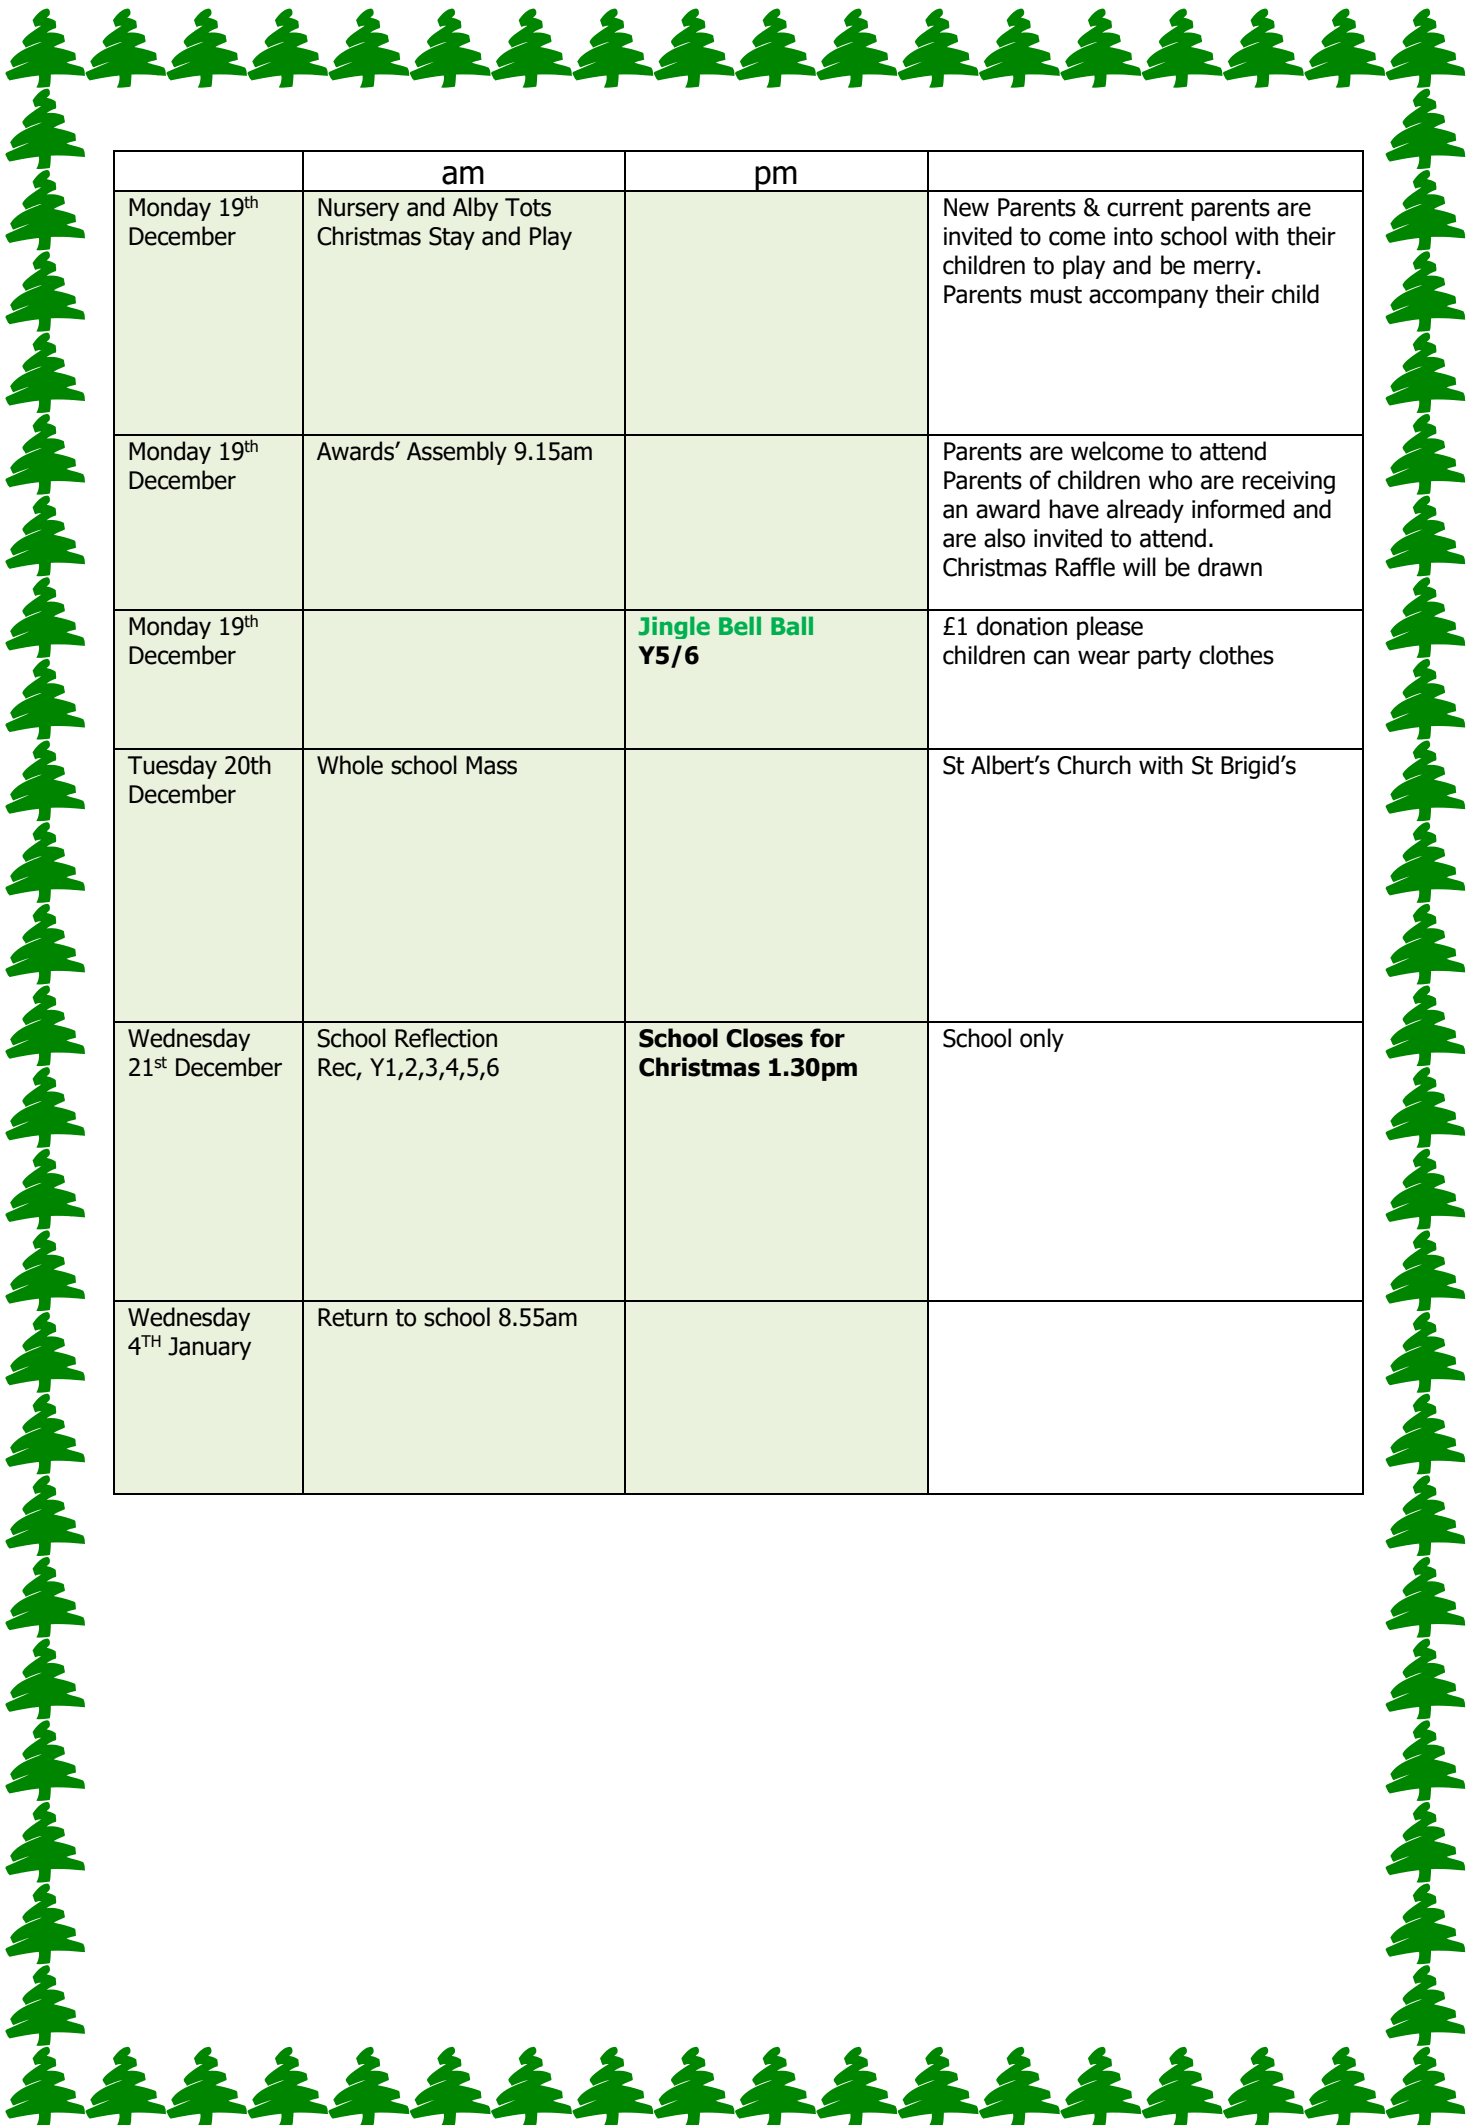 am pm
Monday 19th
December
Nursery and Alby Tots
Christmas Stay and Play
New Parents & current parents are
invited to come into school with their
children to play and be merry.
Parents must accompany their child
Monday 19th
December
Awards’ Assembly 9.15am
Parents are welcome to attend
Parents of children who are receiving
an award have already informed and
are also invited to attend.
Christmas Raffle will be drawn
Monday 19th
December
Jingle Bell Ball
Y5/6
£1 donation please
children can wear party clothes
Tuesday 20th
December
Whole school Mass
St Albert’s Church with St Brigid’s
Wednesday
21st December
School Reflection
Rec, Y1,2,3,4,5,6
School Closes for
Christmas 1.30pm
School only
Wednesday
4TH January
Return to school 8.55am